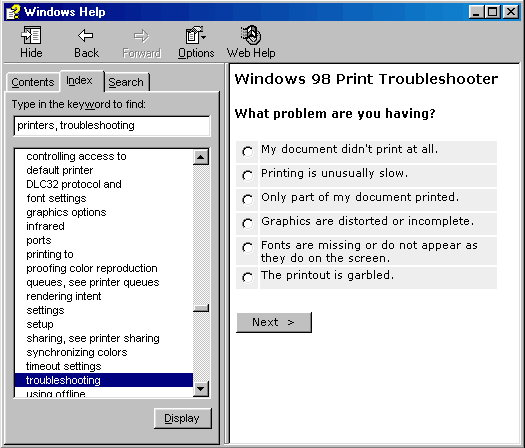 Windows Help
Hide
Back
Forward
Options
Web Help
Contents
Index
Search
Type in the keyword to find:
printers, troubleshooting
controlling access to
default printer
DLC32 protocol and
font settings
graphics options
infrared
ports
printing to
proofing color reproduction
queues, see printer queues
rendering intent
settings
setup
sharing, see printer sharing
synchronizing colors
timeout settings
troubleshooting
using offline
Display
Windows 98 Print Troubleshooter
What problem are you having?
My document didn't print at all.
Printing is unusually slow.
Only part of my document printed.
Graphics are distorted or incomplete.
Fonts are missing or do not appear as
they do on the screen.
The printout is garbled.
Next >